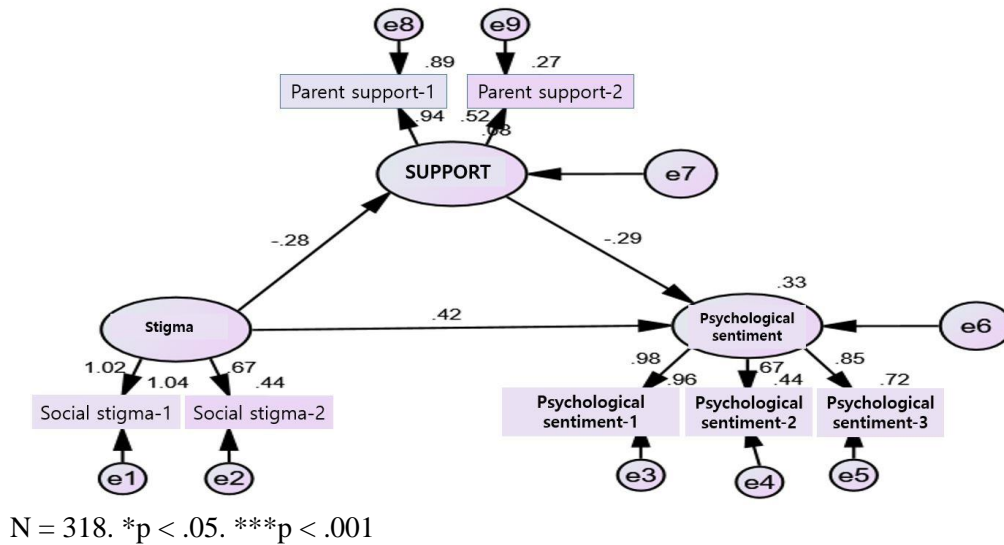 e8
e9
.89
.27
Parent support-1
Parent support-2
.94
.52
.08
SUPPORT
e7
-.28
-.29
.33
Stigma
.42
Psychological
sentiment
e6
1.02
1.04
.67
.44
.98
.96
.67
.44
.85
.72
Social stigma-1
Social stigma-2
Psychological
sentiment-1
Psychological
sentiment-2
Psychological
sentiment-3
e1
e2
e3
e4
e5
N = 318. *p < .05. ***p < .001